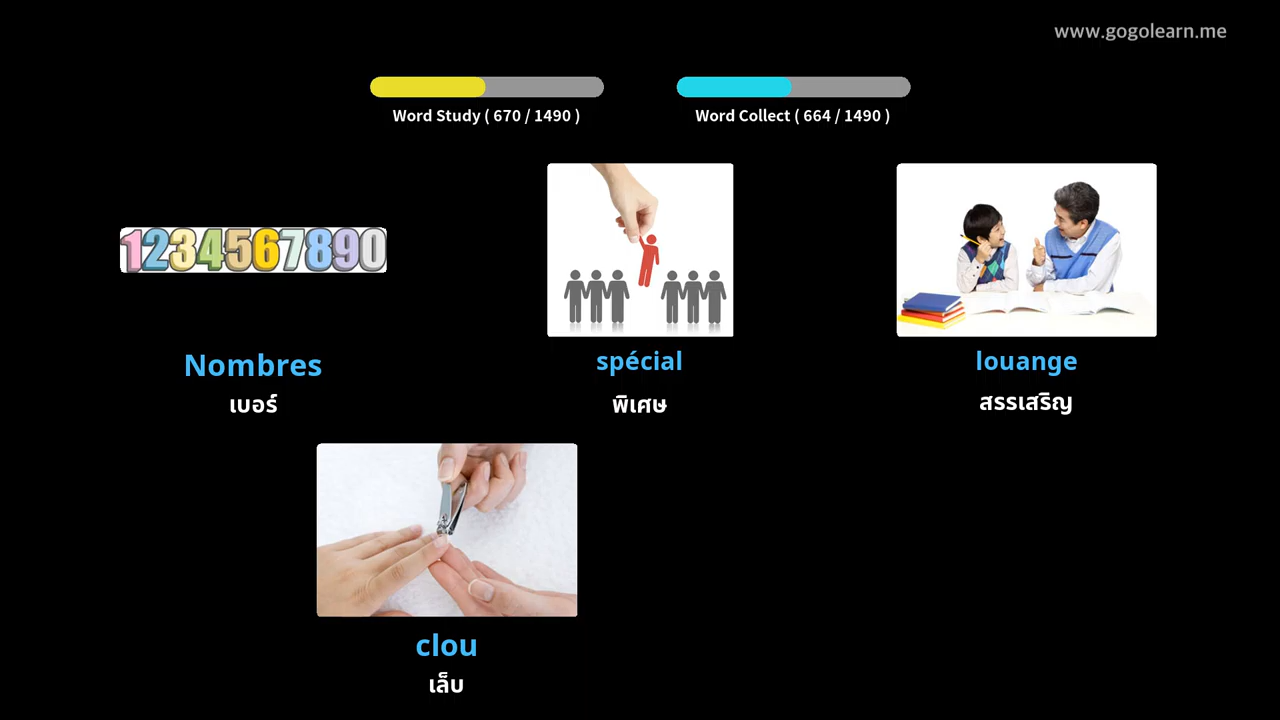 www.gogolearn.me
Word Study ( 670 / 1490 )
Word Collect ( 664 / 1490 )
1234567890
Nombres
เบอร์
spécial
พิเศษ
louange
สรรเสริญ
clou
เล็บ